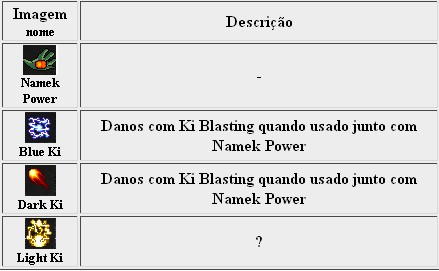 Imagem
nome
Descrição
Namek
Power
-
Blue Ki
Danos com Ki Blasting quando usado junto com
Namek Power
Dark Ki
Danos com Ki Blasting quando usado junto com
Namek Power
Light Ki
?